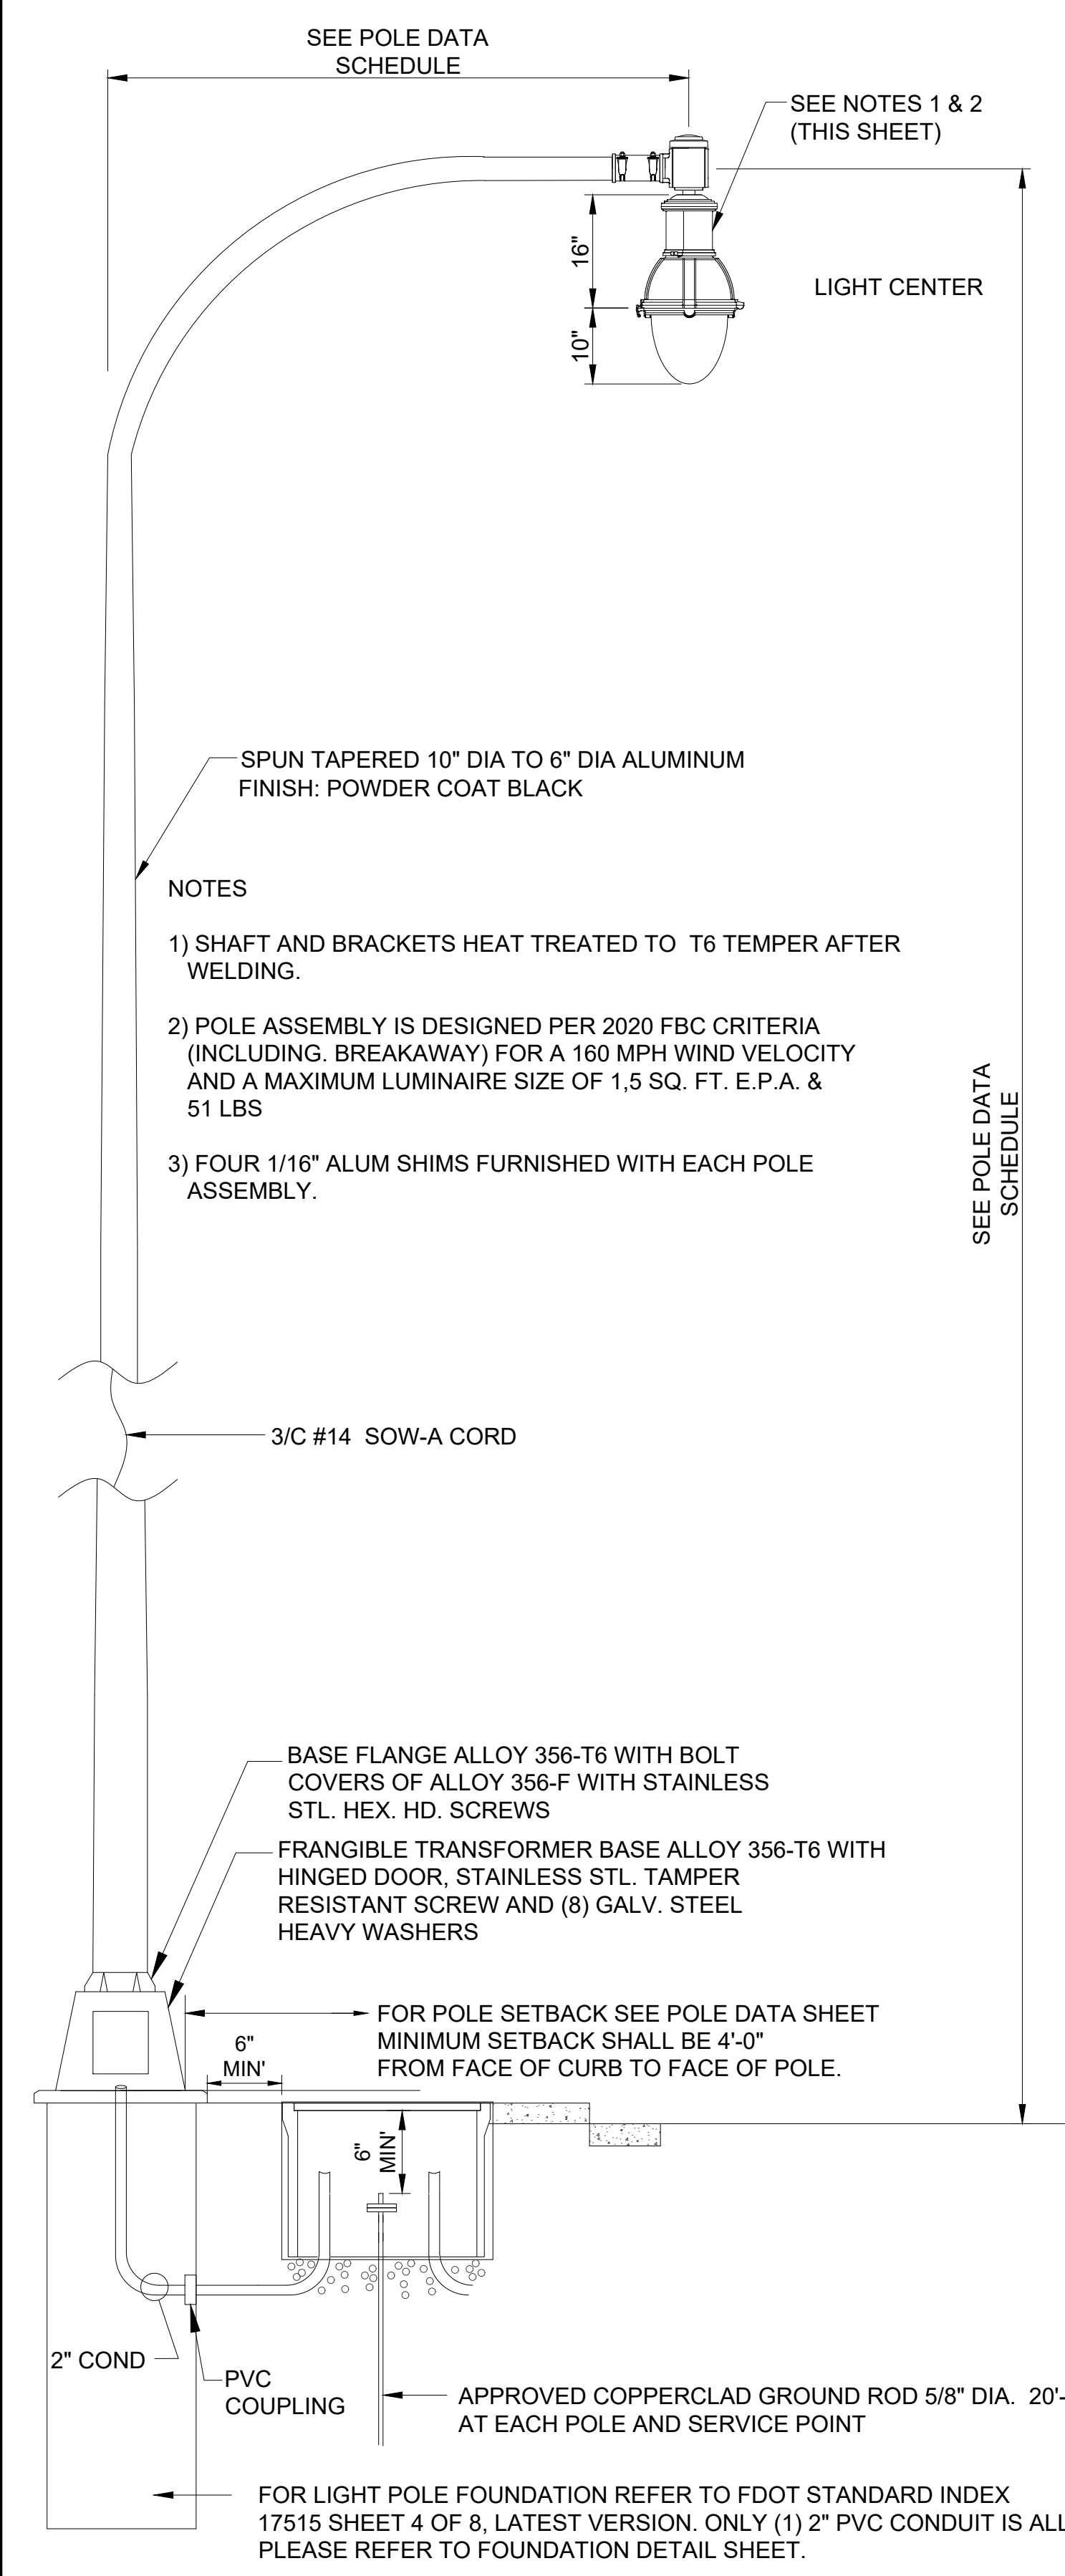 SEE POLE DATA
SCHEDULE
SEE NOTES 1 & 2
(THIS SHEET)
16"
10"
LIGHT CENTER
SPUN TAPERED 10" DIA TO 6" DIA ALUMINUM
FINISH: POWDER COAT BLACK
NOTES
1) SHAFT AND BRACKETS HEAT TREATED TO T6 TEMPER AFTER
WELDING.
2) POLE ASSEMBLY IS DESIGNED PER 2020 FBC CRITERIA
(INCLUDING. BREAKAWAY) FOR A 160 MPH WIND VELOCITY
AND A MAXIMUM LUMINAIRE SIZE OF 1,5 SQ. FT. E.P.A. &
51 LBS
3) FOUR 1/16" ALUM SHIMS FURNISHED WITH EACH POLE
ASSEMBLY.
SEE POLE DATA
SCHEDULE
3/C #14 SOW-A CORD
BASE FLANGE ALLOY 356-T6 WITH BOLT
COVERS OF ALLOY 356-F WITH STAINLESS
STL. HEX. HD. SCREWS
FRANGIBLE TRANSFORMER BASE ALLOY 356-T6 WITH
HINGED DOOR, STAINLESS STL. TAMPER
RESISTANT SCREW AND (8) GALV. STEEL
HEAVY WASHERS
FOR POLE SETBACK SEE POLE DATA SHEET
MINIMUM SETBACK SHALL BE 4'-0"
FROM FACE OF CURB TO FACE OF POLE.
6"
MIN'
6"
MIN'
2" COND
PVC
COUPLING
APPROVED COPPERCLAD GROUND ROD 5/8" DIA. 20'-
AT EACH POLE AND SERVICE POINT
FOR LIGHT POLE FOUNDATION REFER TO FDOT STANDARD INDEX
17515 SHEET 4 OF 8, LATEST VERSION. ONLY (1) 2" PVC CONDUIT IS
PLEASE REFER TO FOUNDATION DETAIL SHEET.